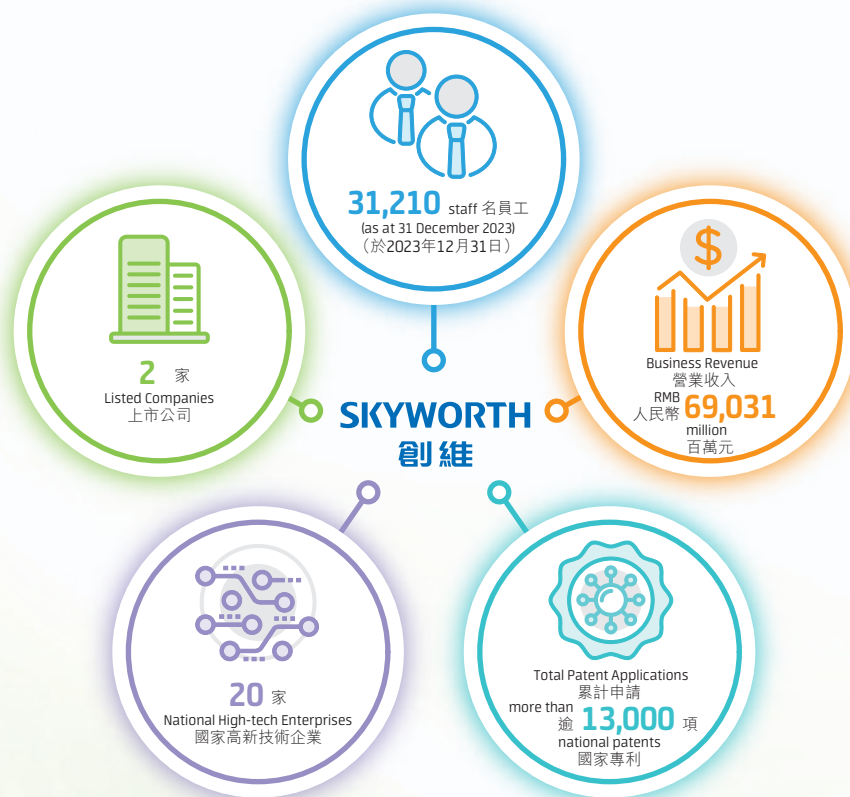 31,210 staff 名員工
(as at 31 December 2023)
（於2023年12月31日）
2 家
Listed Companies
上市公司
SKYWORTH
創維
Business Revenue
營業收入
RMB
人民幣 69,031
million
百萬元
20 家
National High-tech Enterprises
國家高新技術企業
Total Patent Applications
累計申請
more than
逾 13,000 項
national patents
國家專利